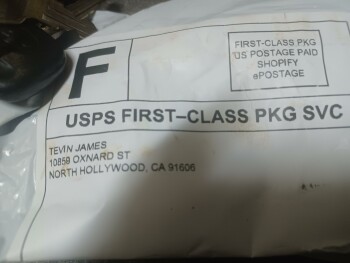 F
FIRST-CLASS PKG
US POSTAGE PAID
SHOPIFY
ePOSTAGE
USPS FIRST-CLASS PKG SVC
TEVIN JAMES
10859 OXNARD ST
NORTH HOLLYWOOD, CA 91606